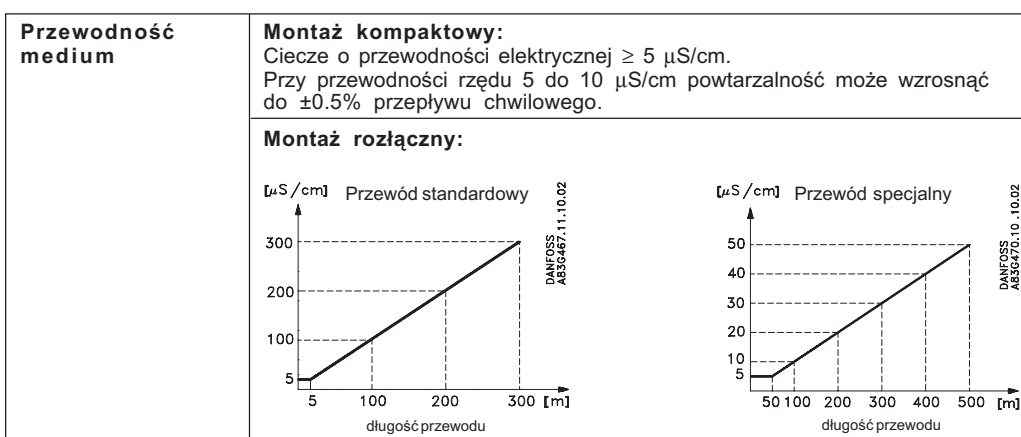 Przewodność
medium
Montaż kompaktowy:
Ciecze o przewodności elektrycznej ≥ 5 μS/cm.
Przy przewodności rzędu 5 do 10 μS/cm powtarzalność może wzrosnąć
do ±0.5% przepływu chwilowego.
Montaż rozłączny:
[μS/cm] Przewód standardowy
300
200
100
5
5 100 200 300 [m]
długość przewodu
DANFOSS
A83G467.11.10.02
[μS/cm] Przewód specjalny
50
40
30
20
10
5
50 100 200 300 400 500 [m]
długość przewodu
DANFOSS
A83G470.10 .10.02